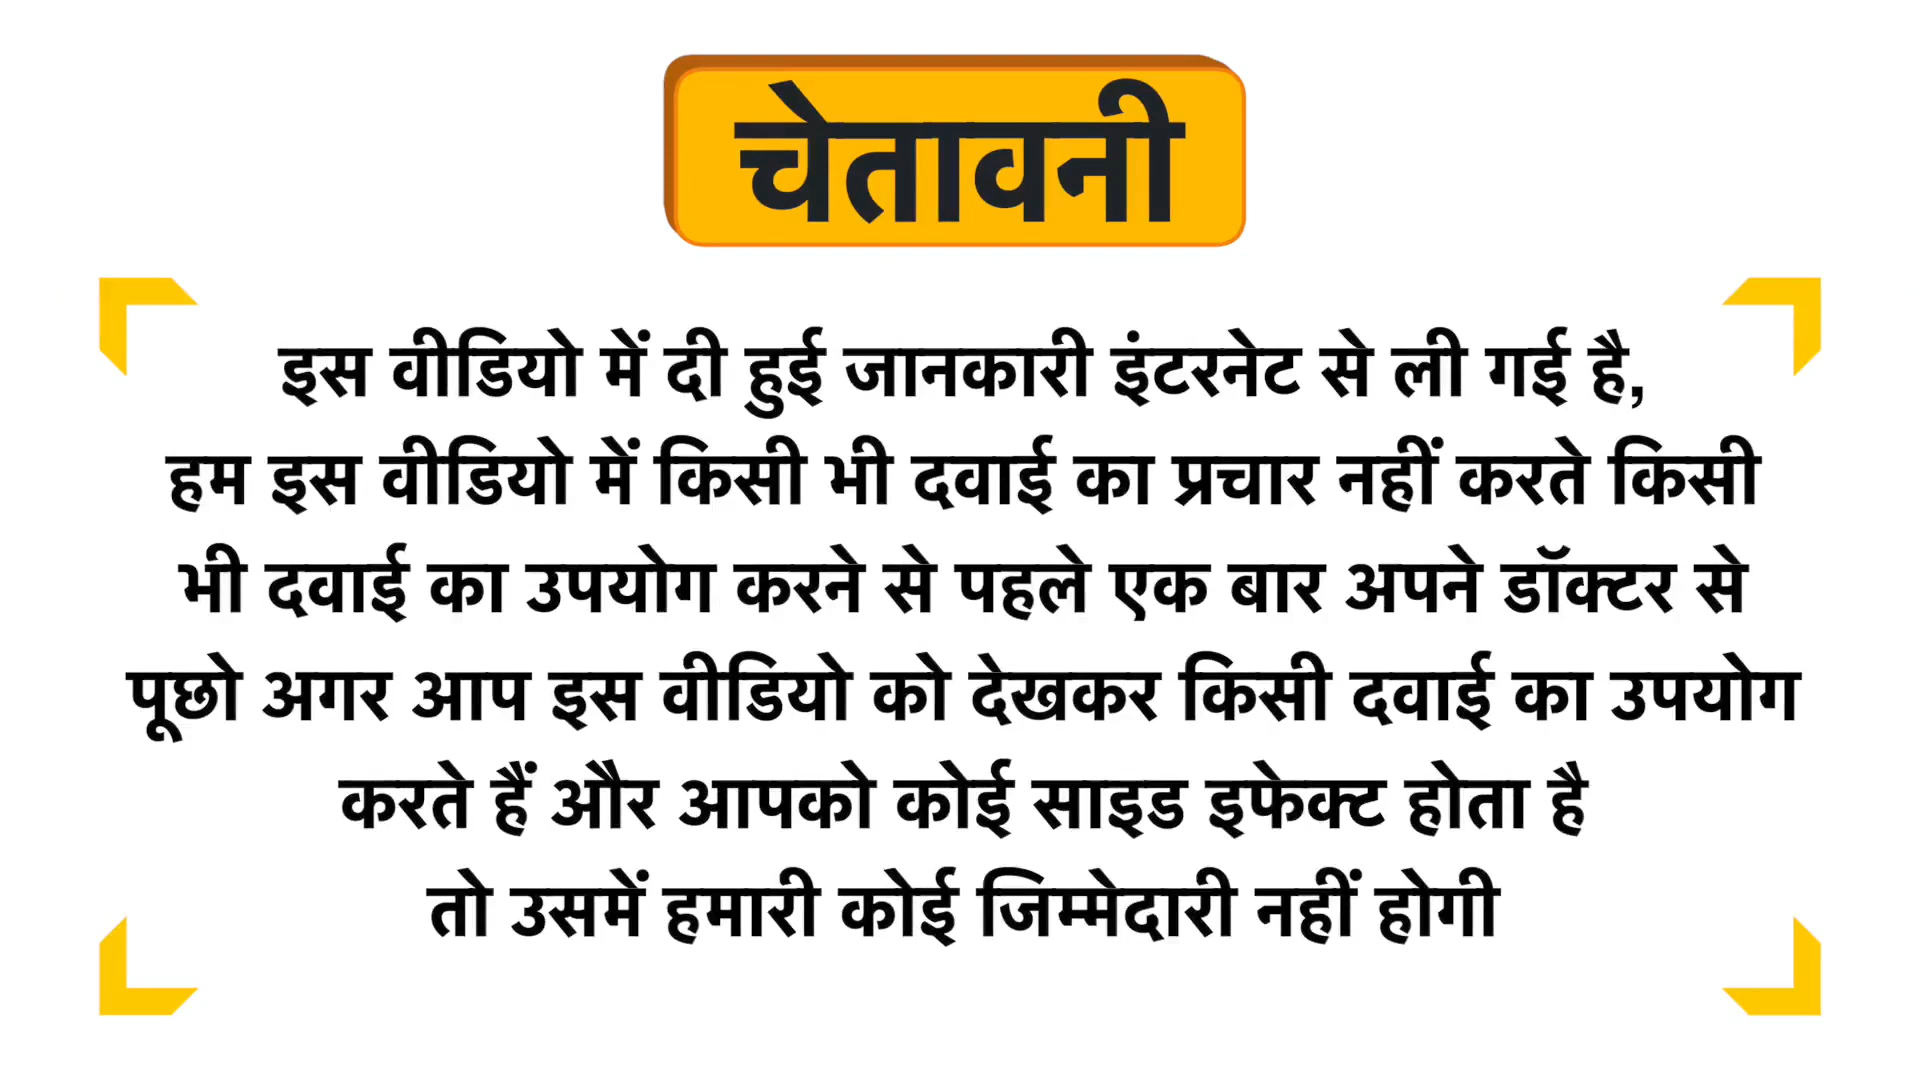 चेतावनी
इस वीडियो में दी हुई जानकारी इंटरनेट से ली गई है,
हम इस वीडियो में किसी भी दवाई का प्रचार नहीं करते किसी
भी दवाई का उपयोग करने से पहले एक बार अपने डॉक्टर से
पूछो अगर आप इस वीडियो को देखकर किसी दवाई का उपयोग
करते हैं और आपको कोई साइड इफेक्ट होता है
तो उसमें हमारी कोई जिम्मेदारी नहीं होगी